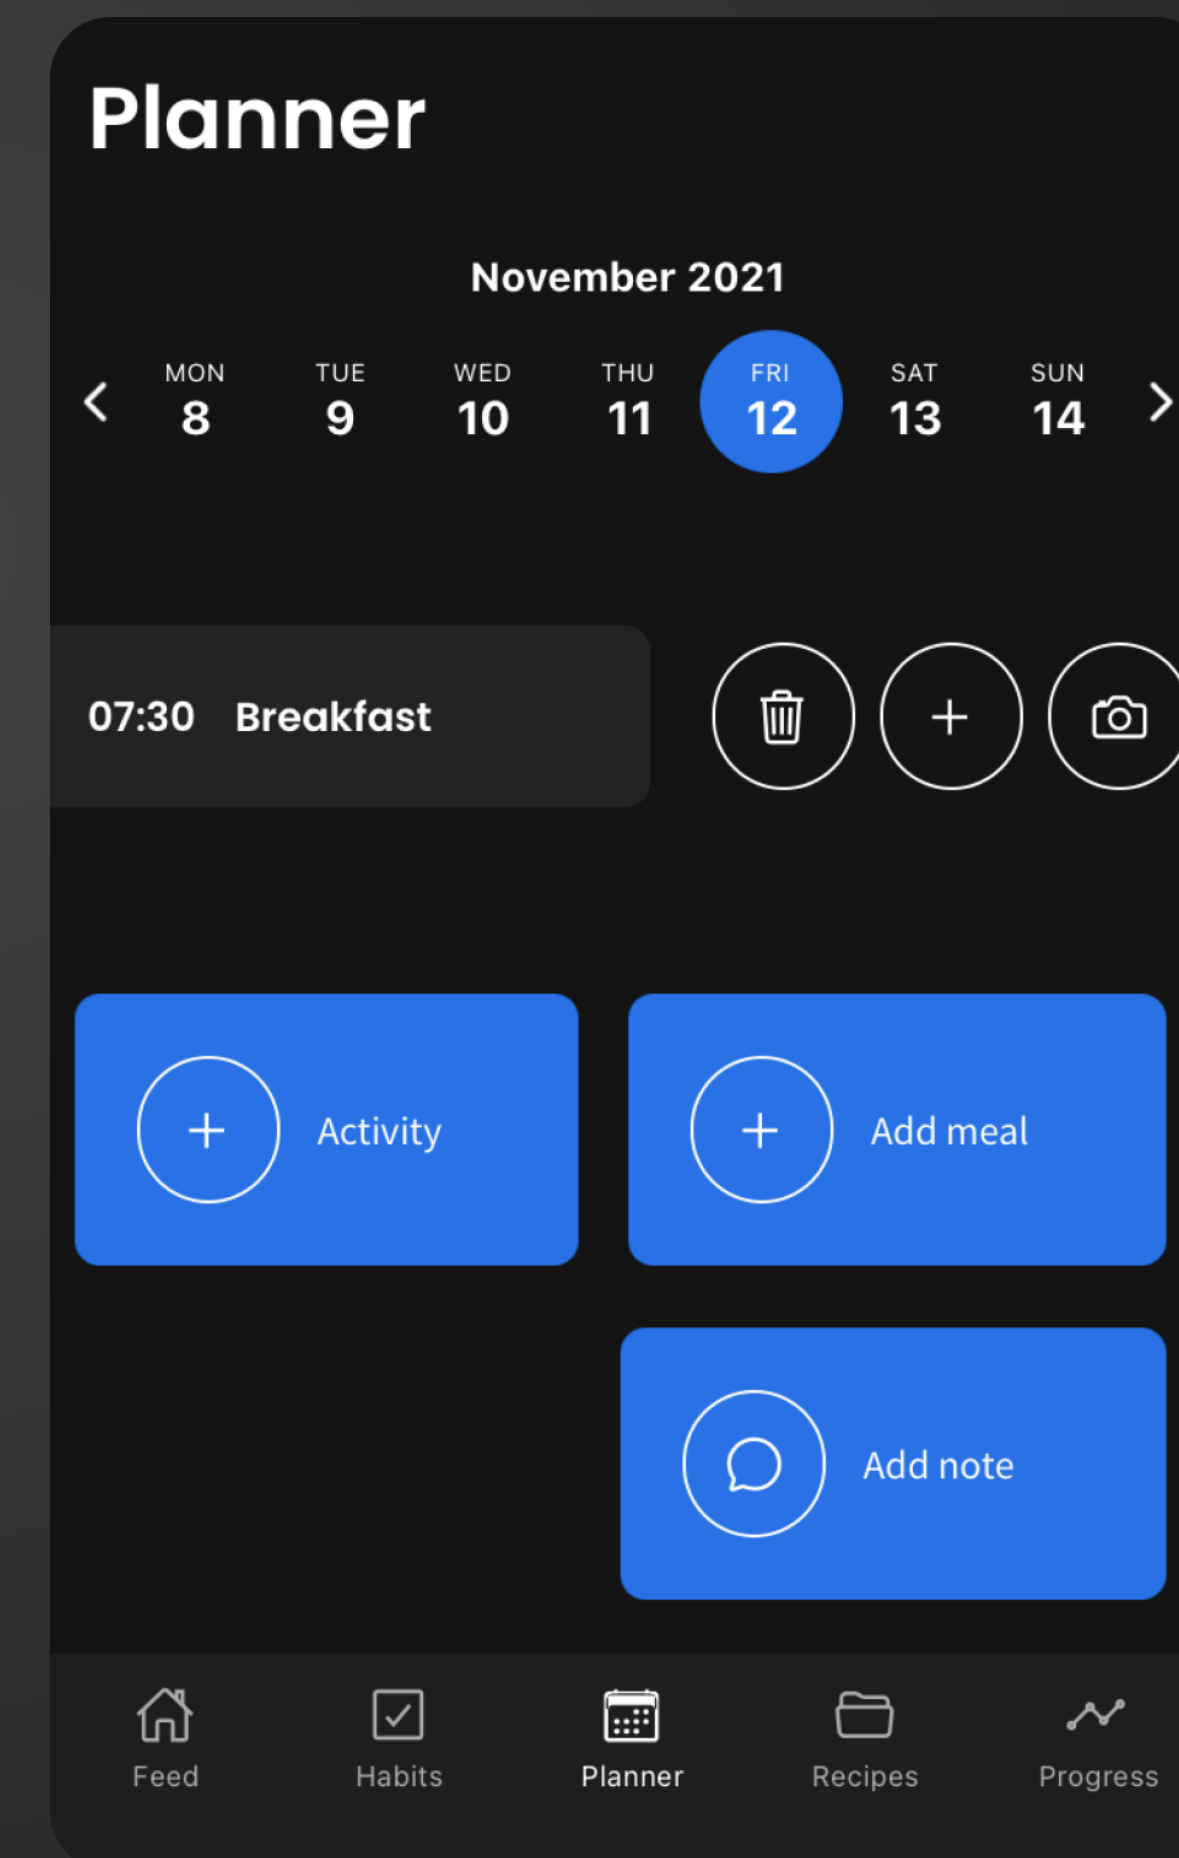 Planner
November 2021
MON TUE WED THU FRI SAT SUN
8 9 10 11 12 13 14
07:30 Breakfast
Activity
Add meal
Add note
Feed Habits Planner Recipes Progress